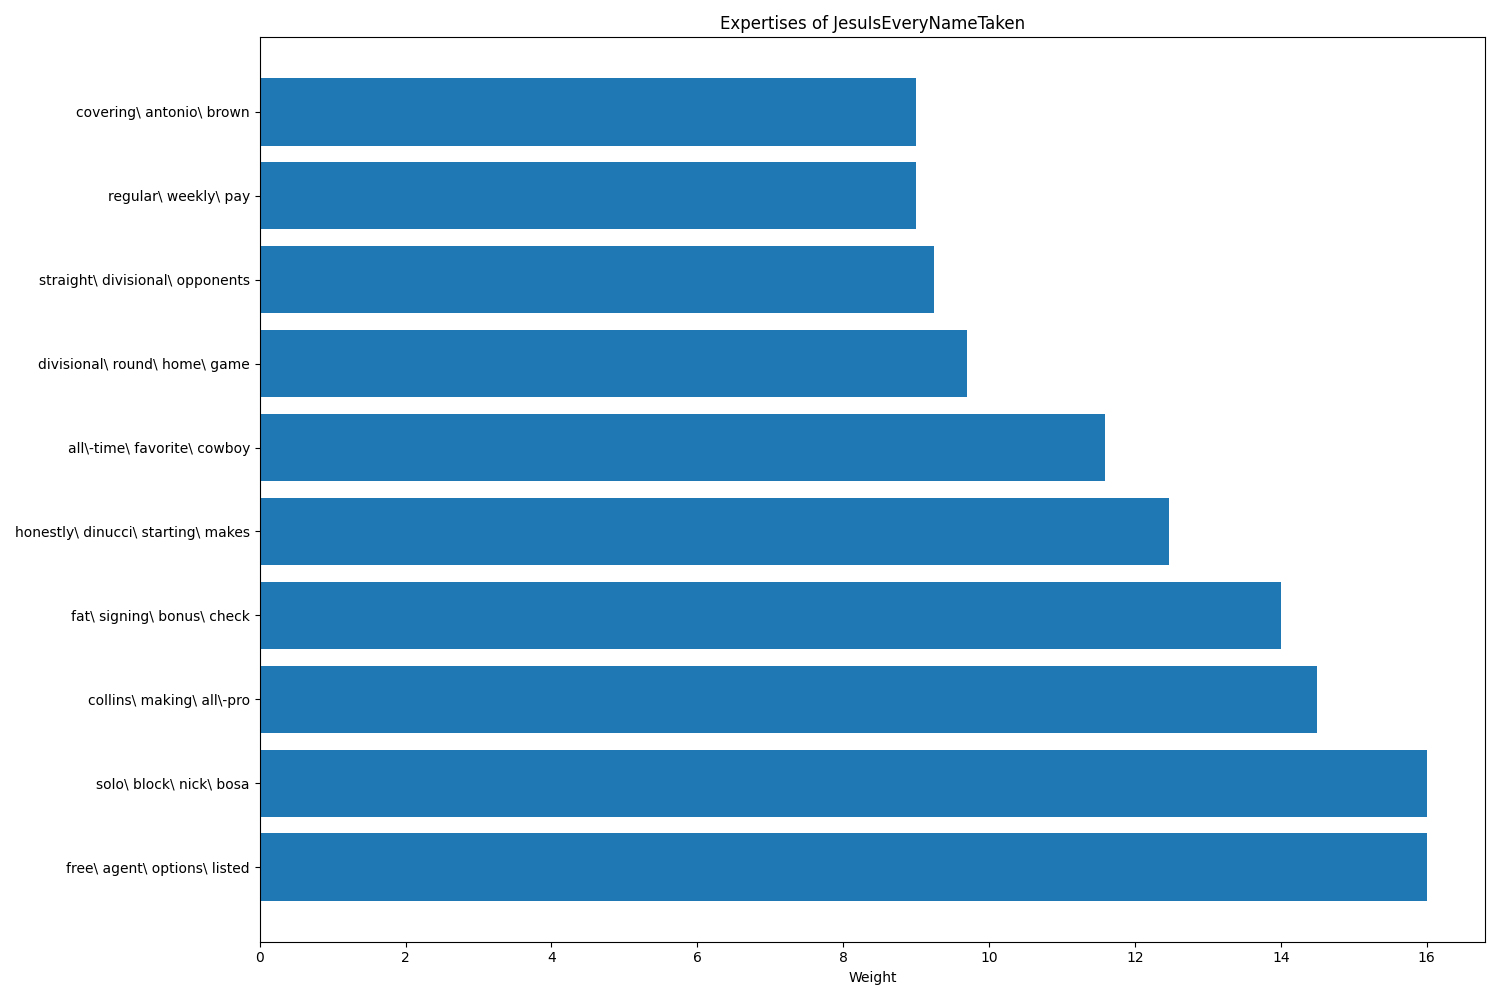 Expertises of JesuIsEveryNameTaken
covering\ antonio\ brown
regular\ weekly\ pay
straight\ divisional\ opponents
divisional\ round\ home\ game
all\-time\ favorite\ cowboy
honestly\ dinucci\ starting\ makes
fat\ signing\ bonus\ check
collins\ making\ all\-pro
solo\ block\ nick\ bosa
free\ agent\ options\ listed
0 2 4 6 8 10 12 14 16
Weight